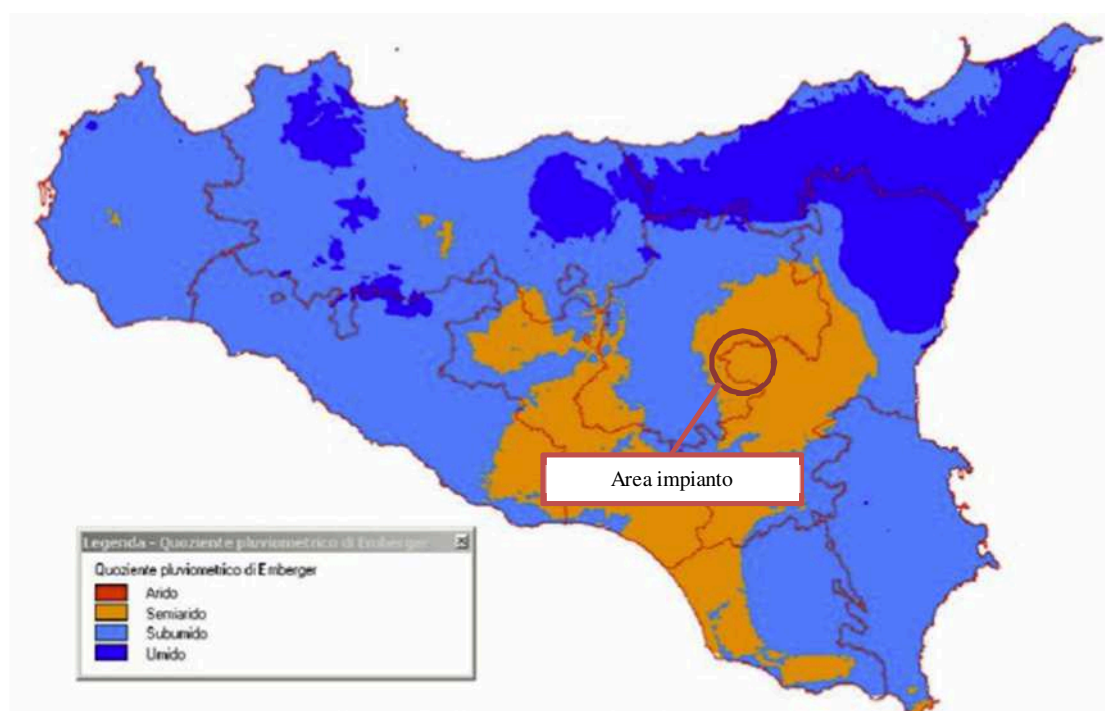 Area impianto
Legenda - Quoziente pluviometrico di Emberger
Quoziente pluviometrico di Emberger
Arido
Semiarido
Subumido
Umido